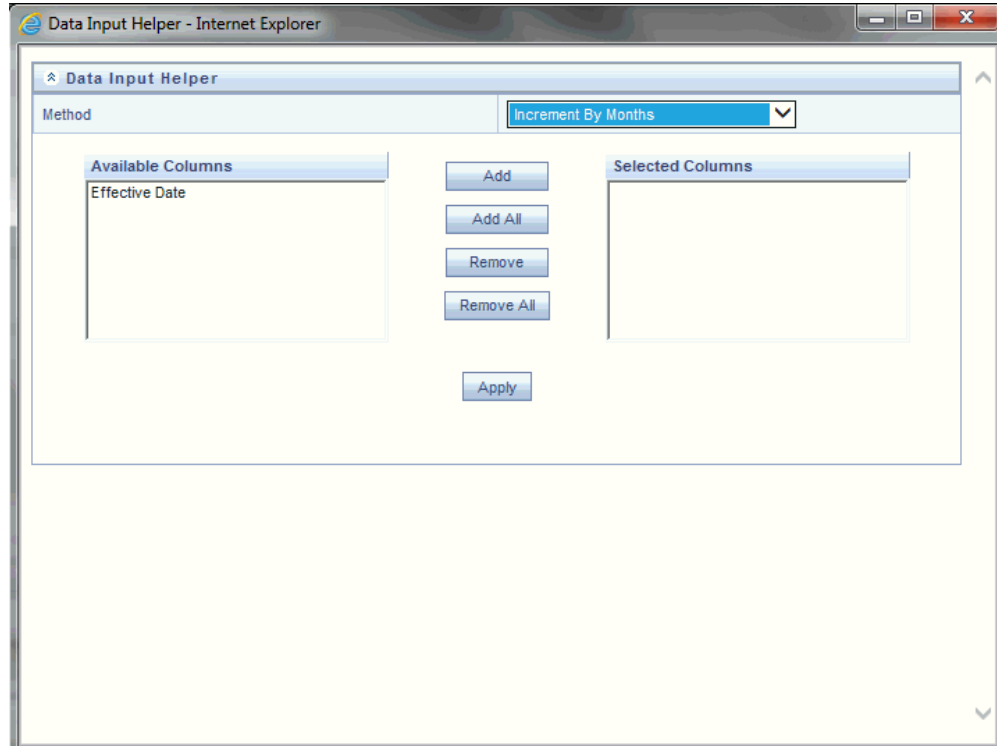 Data Input Helper - Internet Explorer
Data Input Helper
Method
Increment By Months
Available Columns
Effective Date
Add
Add All
Remove
Remove All
Selected Columns
Apply